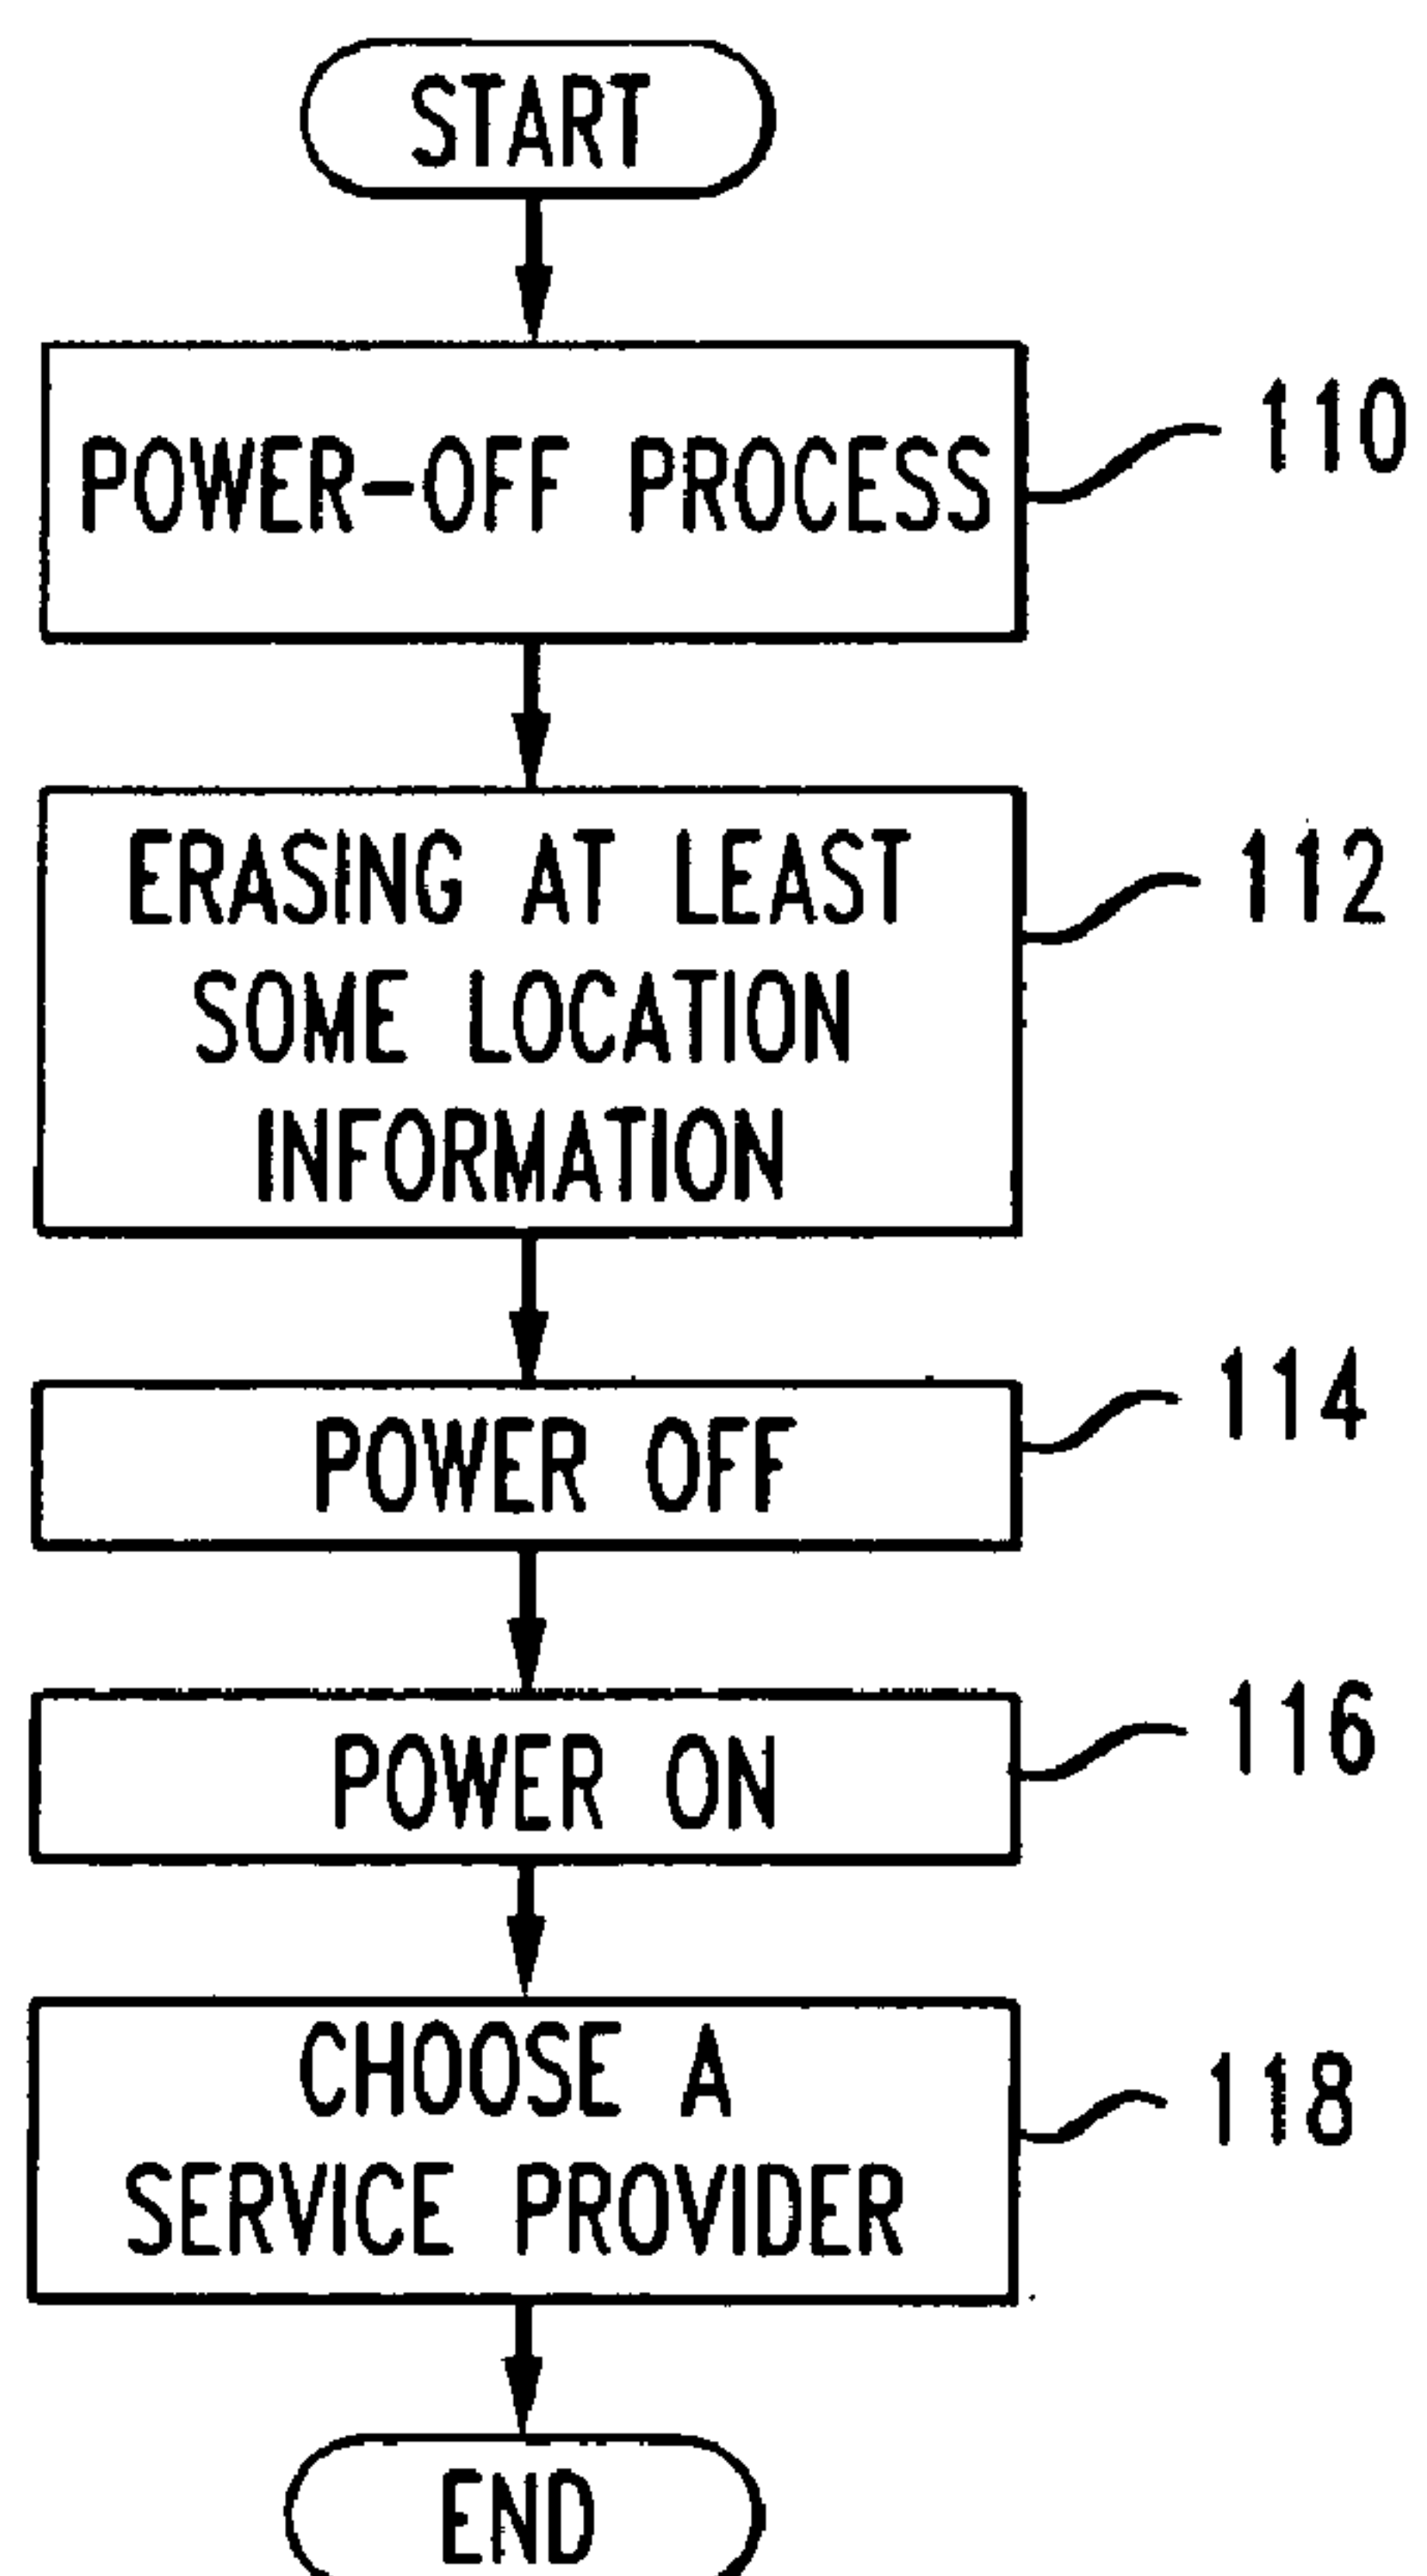 START
POWER-OFF PROCESS
110
ERASING AT LEAST
SOME LOCATION
INFORMATION
112
POWER OFF
114
POWER ON
116
CHOOSE A
SERVICE PROVIDER
118
END